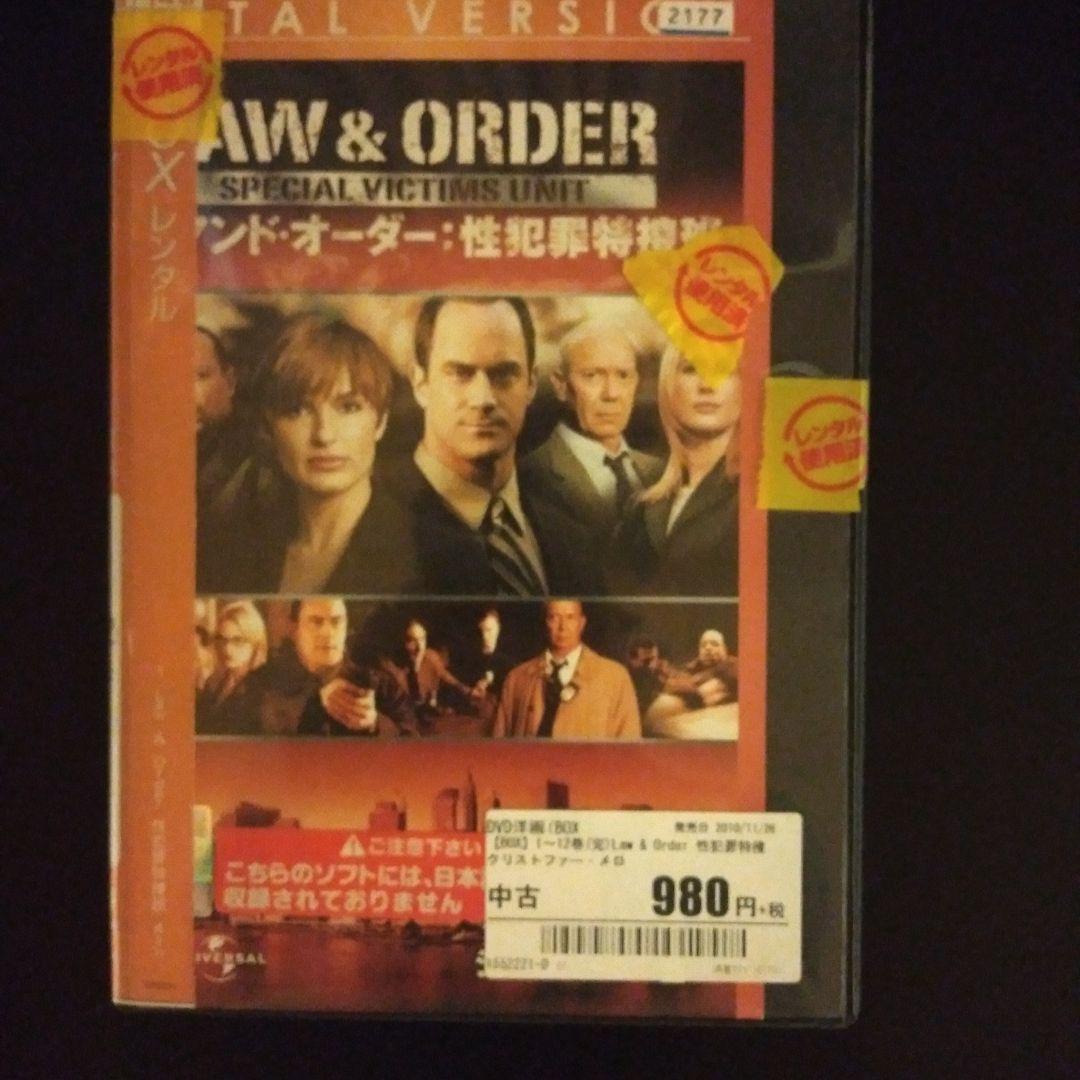 TAL VERSI
2177
レンタル
使用済
AW & ORDER
SPECIAL VICTIMS UNIT
ンド・オーダー:性犯罪特捜
レンタル
使用済
レンタル
使用済
Xレンタル
ご注意下さい
こちらのソフトには、日本
収録されておりません
DVD洋画(BOX
発売日 2010/11/26
【BOX】1～12巻(完)Law & Order 性犯罪特捜
クリストファー・メロ
中古
980円+税
1552221-0
IVERSAL